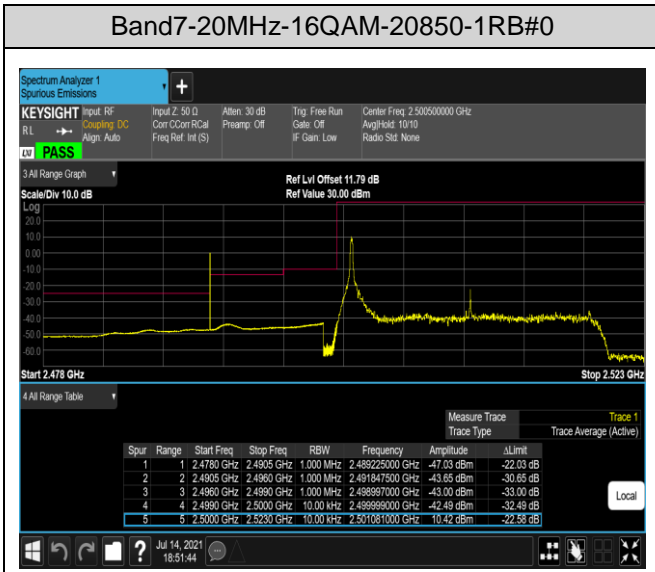 Band7-20MHz-16QAM-20850-1RB#0
Spectrum Analyzer 1
Spurious Emissions
+
KEYSIGHT Input: RF Input Z: 50 Ω Atten: 30 dB Trig: Free Run Center Freq: 2.500500000 GHz
RL Coupling: DC Corr CCorr RCal Preamp: Off Gate: Off Avg|Hold: 10/10
Align: Auto Freq Ref: Int (S) IF Gain: Low Radio Std: None
LXI PASS
3 All Range Graph
Ref Lvl Offset 11.79 dB
Scale/Div 10.0 dB Ref Value 30.00 dBm
Log
20.0
10.0
0.00
-10.0
-20.0
-30.0
-40.0
-50.0
-60.0
Start 2.478 GHz Stop 2.523 GHz
4 All Range Table
Measure Trace Trace 1
Trace Type Trace Average (Active)
Spur Range Start Freq Stop Freq RBW Frequency Amplitude ΔLimit
1 1 2.4780 GHz 2.4905 GHz 1.000 MHz 2.489225000 GHz -47.03 dBm -22.03 dB
2 2 2.4905 GHz 2.4960 GHz 1.000 MHz 2.491847500 GHz -43.65 dBm -30.65 dB
3 3 2.4960 GHz 2.4990 GHz 1.000 MHz 2.498997000 GHz -43.00 dBm -33.00 dB
4 4 2.4990 GHz 2.5000 GHz 10.00 kHz 2.499999000 GHz -42.49 dBm -32.49 dB
5 5 2.5000 GHz 2.5230 GHz 10.00 kHz 2.501081000 GHz 10.42 dBm -22.58 dB
Local
? Jul 14, 2021
18:51:44